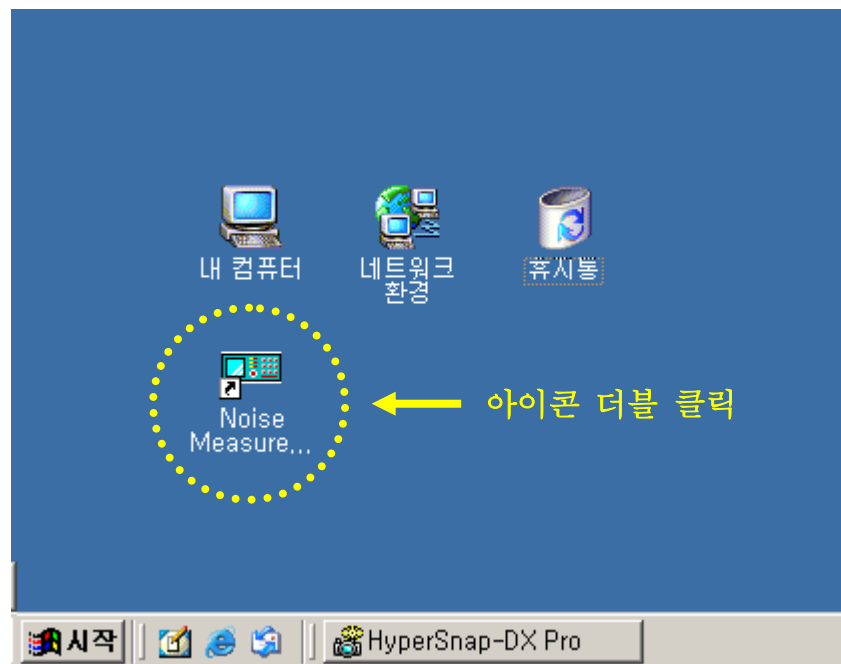 내 컴퓨터
네트워크
환경
휴지통
Noise
Measure...
아이콘 더블 클릭
시작
HyperSnap-DX Pro